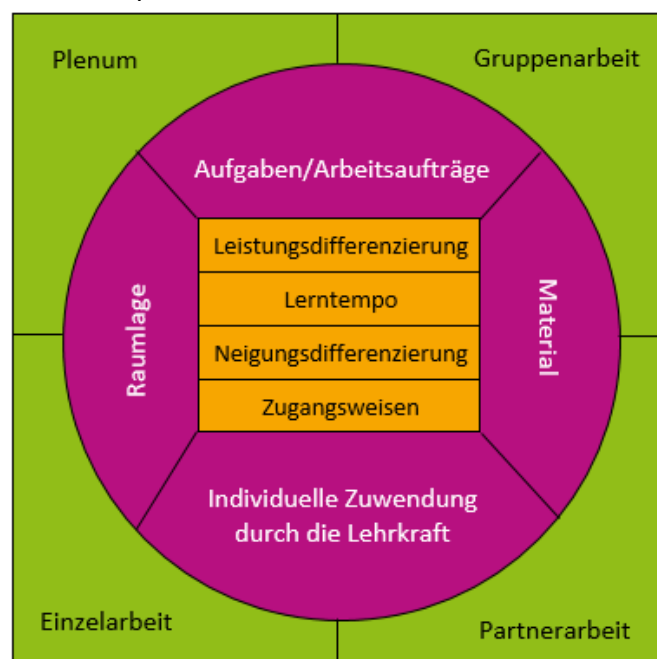 Plenum
Gruppenarbeit
Aufgaben/Arbeitsaufträge
Leistungsdifferenzierung
Lerntempo
Neigungsdifferenzierung
Zugangsweisen
Raumlage
Material
Individuelle Zuwendung
durch die Lehrkraft
Einzelarbeit
Partnerarbeit